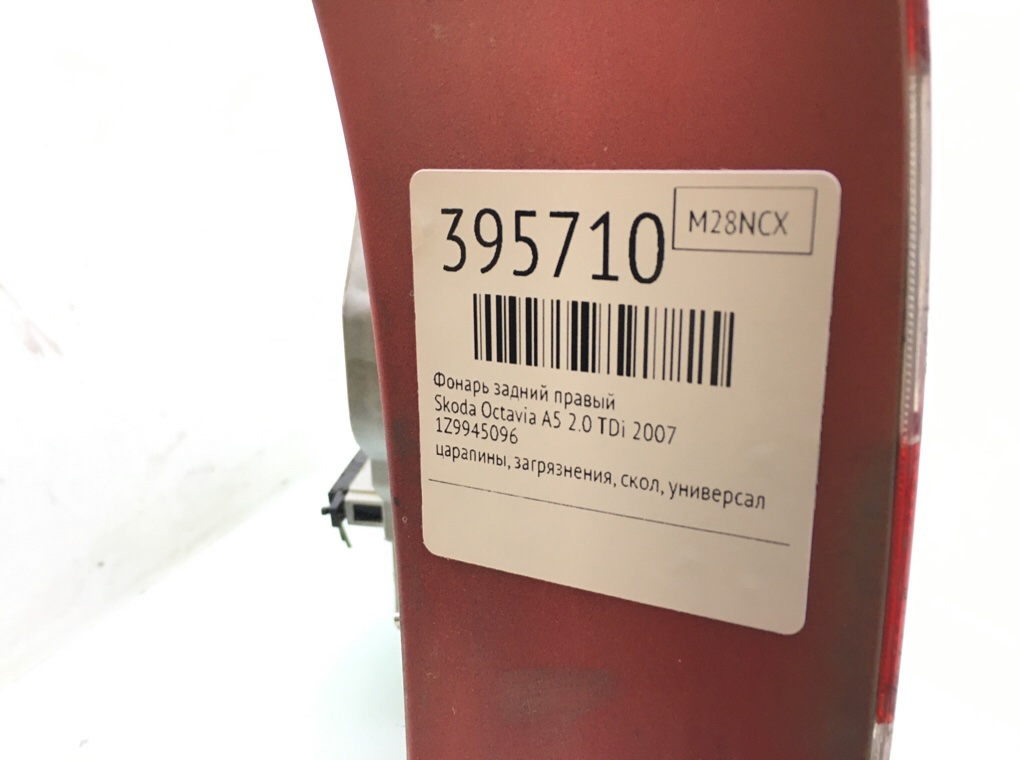 395710
M28NCX
Фонарь задний правый
Skoda Octavia A5 2.0 TDi 2007
1Z9945096
царапины, загрязнения, скол, универсал